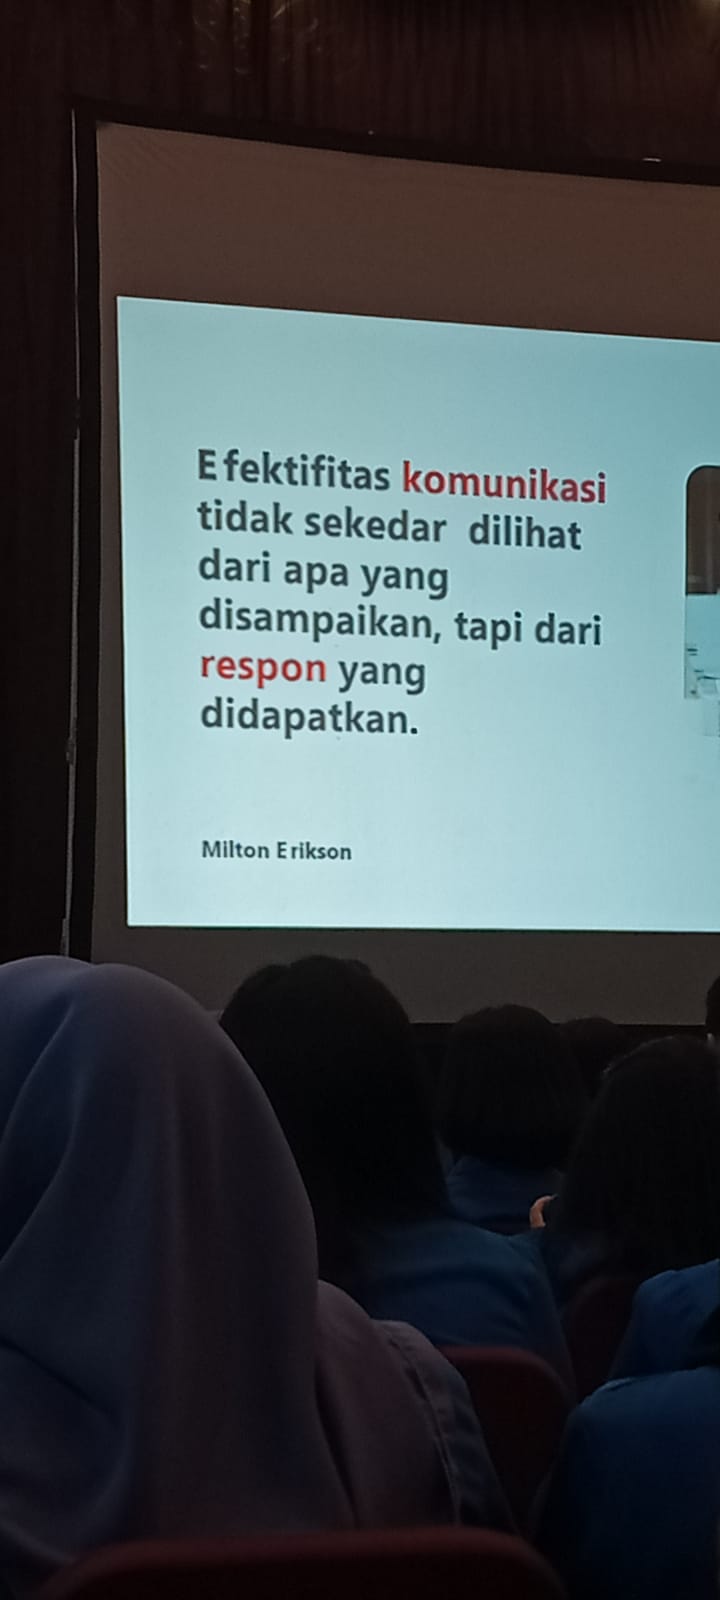 Efektifitas komunikasi
tidak sekedar dilihat
dari apa yang
disampaikan, tapi dari
respon yang
didapatkan.
Milton Erikson